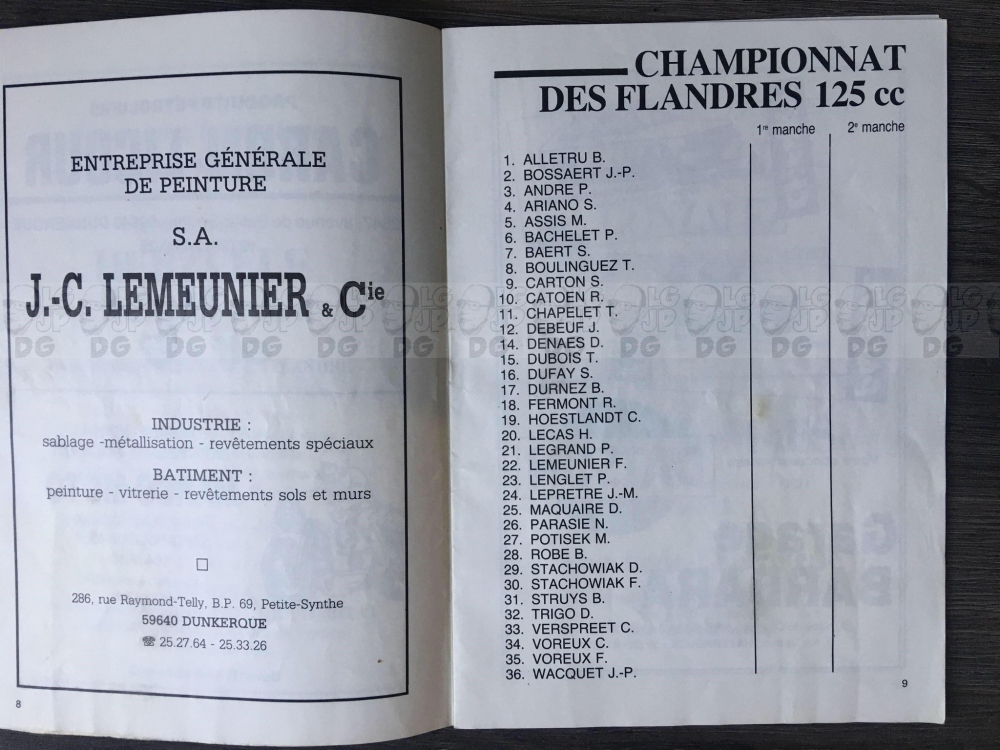 ENTREPRISE GÉNÉRALE
DE PEINTURE
S.A.
J.-C. LEMEUNIER & Cie
INDUSTRIE :
sablage -métallisation - revêtements spéciaux
BATIMENT :
peinture - vitrerie - revêtements sols et murs
286, rue Raymond-Telly, B.P. 69, Petite-Synthe
59640 DUNKERQUE
☎ 25.27.64 - 25.33.26
8
CHAMPIONNAT
DES FLANDRES 125 cc
1re manche 2e manche
1. ALLETRU B.
2. BOSSAERT J.-P.
3. ANDRE P.
4. ARIANO S.
5. ASSIS M.
6. BACHELET P.
7. BAERT S.
8. BOULINGUEZ T.
9. CARTON S.
10. CATOEN R.
11. CHAPELET T.
12. DEBEUF J.
14. DENAES D.
15. DUBOIS T.
16. DUFAY S.
17. DURNEZ B.
18. FERMONT R.
19. HOESTLANDT C.
20. LECAS H.
21. LEGRAND P.
22. LEMEUNIER F.
23. LENGLET P.
24. LEPRETRE J.-M.
25. MAQUAIRE D.
26. PARASIE N.
27. POTISEK M.
28. ROBE B.
29. STACHOWIAK D.
30. STACHOWIAK F.
31. STRUYS B.
32. TRIGO D.
33. VERSPREET C.
34. VOREUX C.
35. VOREUX F.
36. WACQUET J.-P.
9